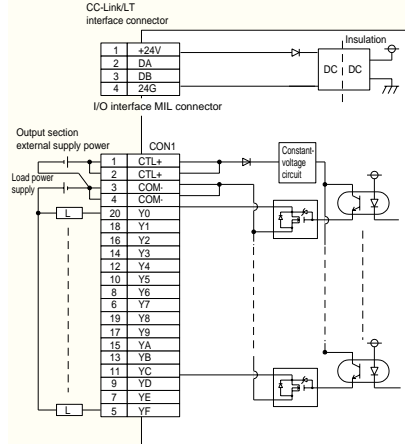 CC-Link/LT
interface connector
Insulation
1 +24V
2 DA
3 DB
4 24G
DC DC
I/O interface MIL connector
Output section
external supply power
CON1
Load power
supply
Constant-
voltage
circuit
1 CTL+
2 CTL+
3 COM-
4 COM-
L
20 Y0
18 Y1
16 Y2
14 Y3
12 Y4
10 Y5
8 Y6
6 Y7
19 Y8
17 Y9
15 YA
13 YB
11 YC
9 YD
7 YE
5 YF
L